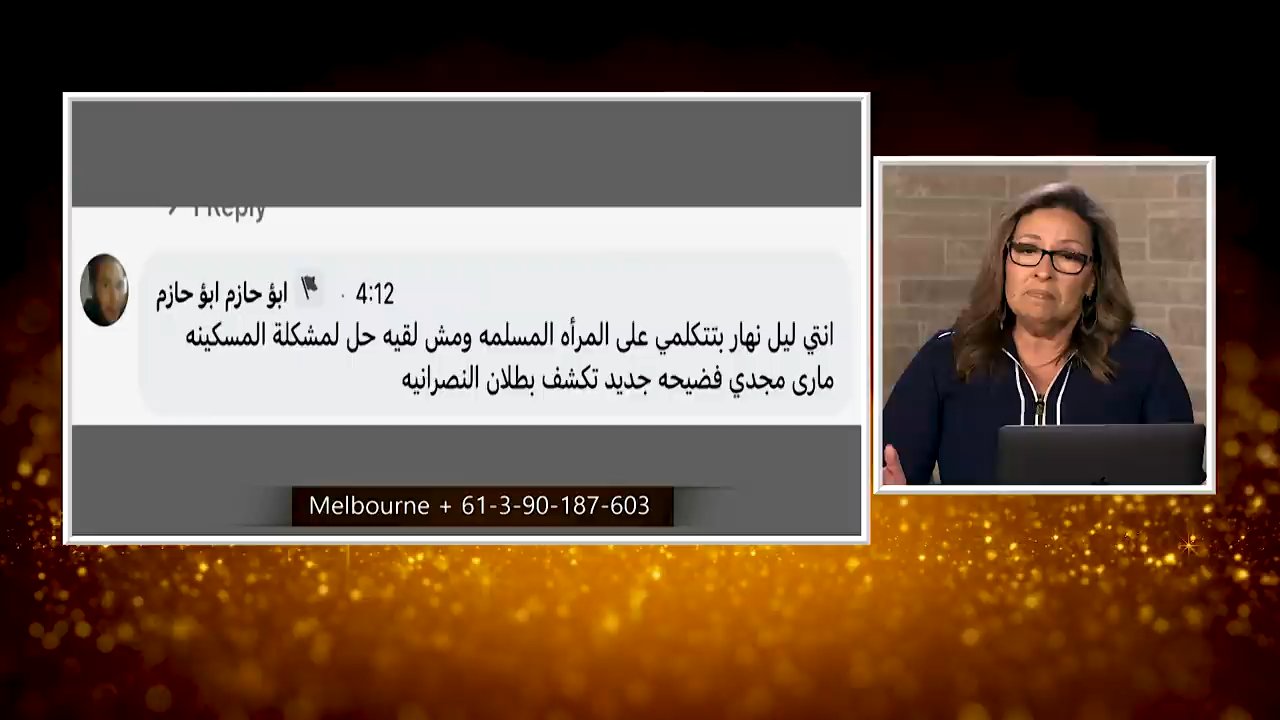 1 Reply
ابؤ حازم ابؤ حازم · 4:12
انتي ليل نهار بتتكلمي على المرأه المسلمه ومش لقيه حل لمشكلة المسكينه
مارى مجدي فضيحه جديد تكشف بطلان النصرانيه
Melbourne + 61-3-90-187-603